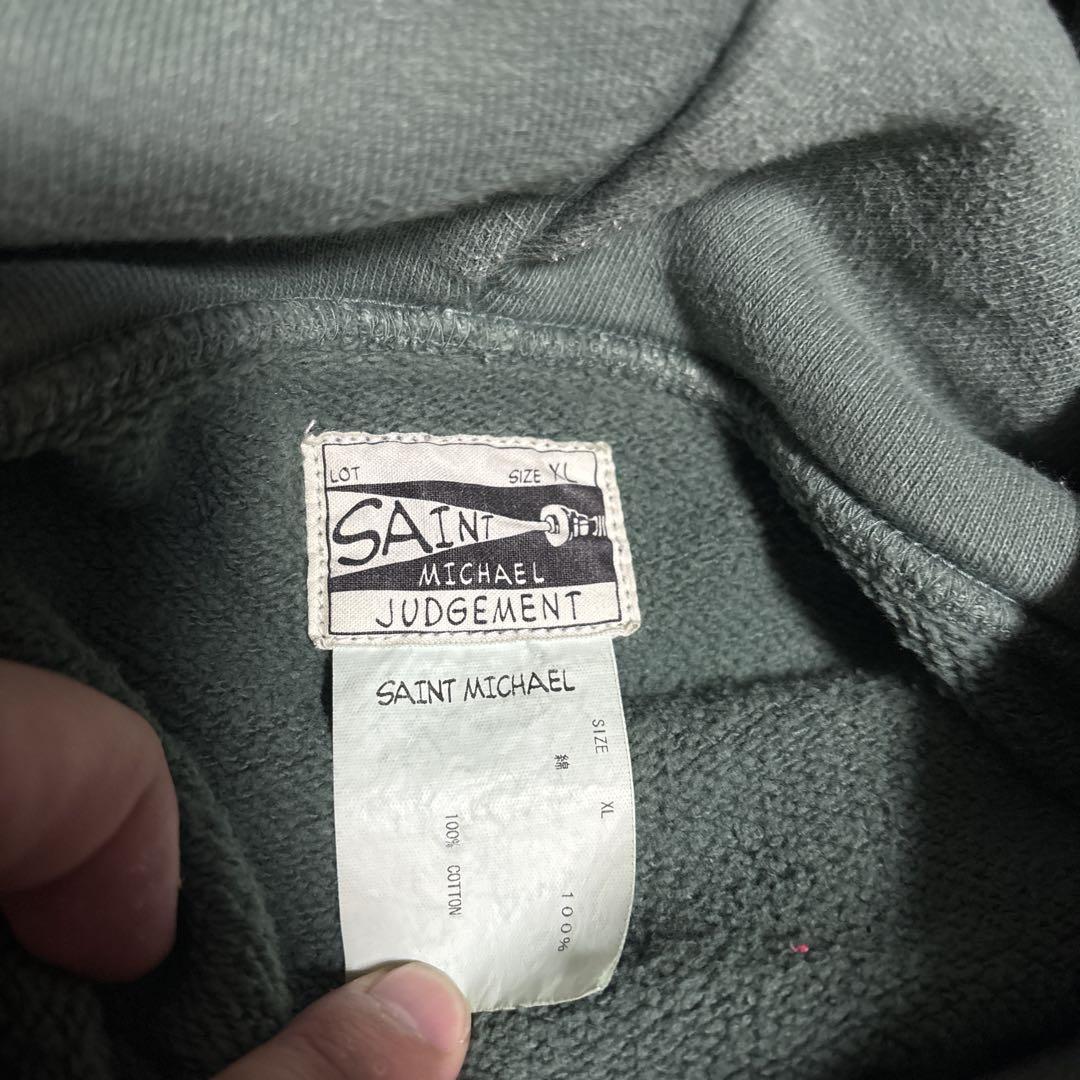 LOT SIZE XL
SAINT
MICHAEL
JUDGEMENT
SAINT MICHAEL
SIZE XL
綿 100%
100% COTTON